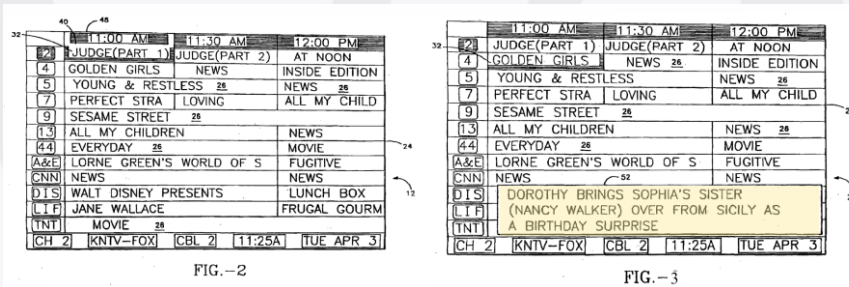 40 48
32 11:00 AM 11:30 AM 12:00 PM
2 JUDGE(PART 1) JUDGE(PART 2) AT NOON
4 GOLDEN GIRLS NEWS INSIDE EDITION
5 YOUNG & RESTLESS 26 NEWS 26
7 PERFECT STRA LOVING ALL MY CHILD
9 SESAME STREET 26
13 ALL MY CHILDREN NEWS
44 EVERYDAY 26 MOVIE 24
A&E LORNE GREEN'S WORLD OF S FUGITIVE
CNN NEWS NEWS
DIS WALT DISNEY PRESENTS LUNCH BOX 12
LIF JANE WALLACE FRUGAL GOURM
TNT MOVIE 26
CH 2 KNTV-FOX CBL 2 11:25A TUE APR 3
FIG.-2
11:00 AM 11:30 AM 12:00 PM
32 2 JUDGE(PART 1) JUDGE(PART 2) AT NOON
4 GOLDEN GIRLS NEWS 26 INSIDE EDITION
5 YOUNG & RESTLESS 26 NEWS 26
7 PERFECT STRA LOVING ALL MY CHILD
9 SESAME STREET 26
13 ALL MY CHILDREN NEWS 26
44 EVERYDAY 26 MOVIE
A&E LORNE GREEN'S WORLD OF S FUGITIVE
CNN NEWS 52 NEWS
DIS DOROTHY BRINGS SOPHIA'S SISTER
LIF (NANCY WALKER) OVER FROM SICILY AS
TNT A BIRTHDAY SURPRISE
CH 2 KNTV-FOX CBL 2 11:25A TUE APR 3
FIG.-3